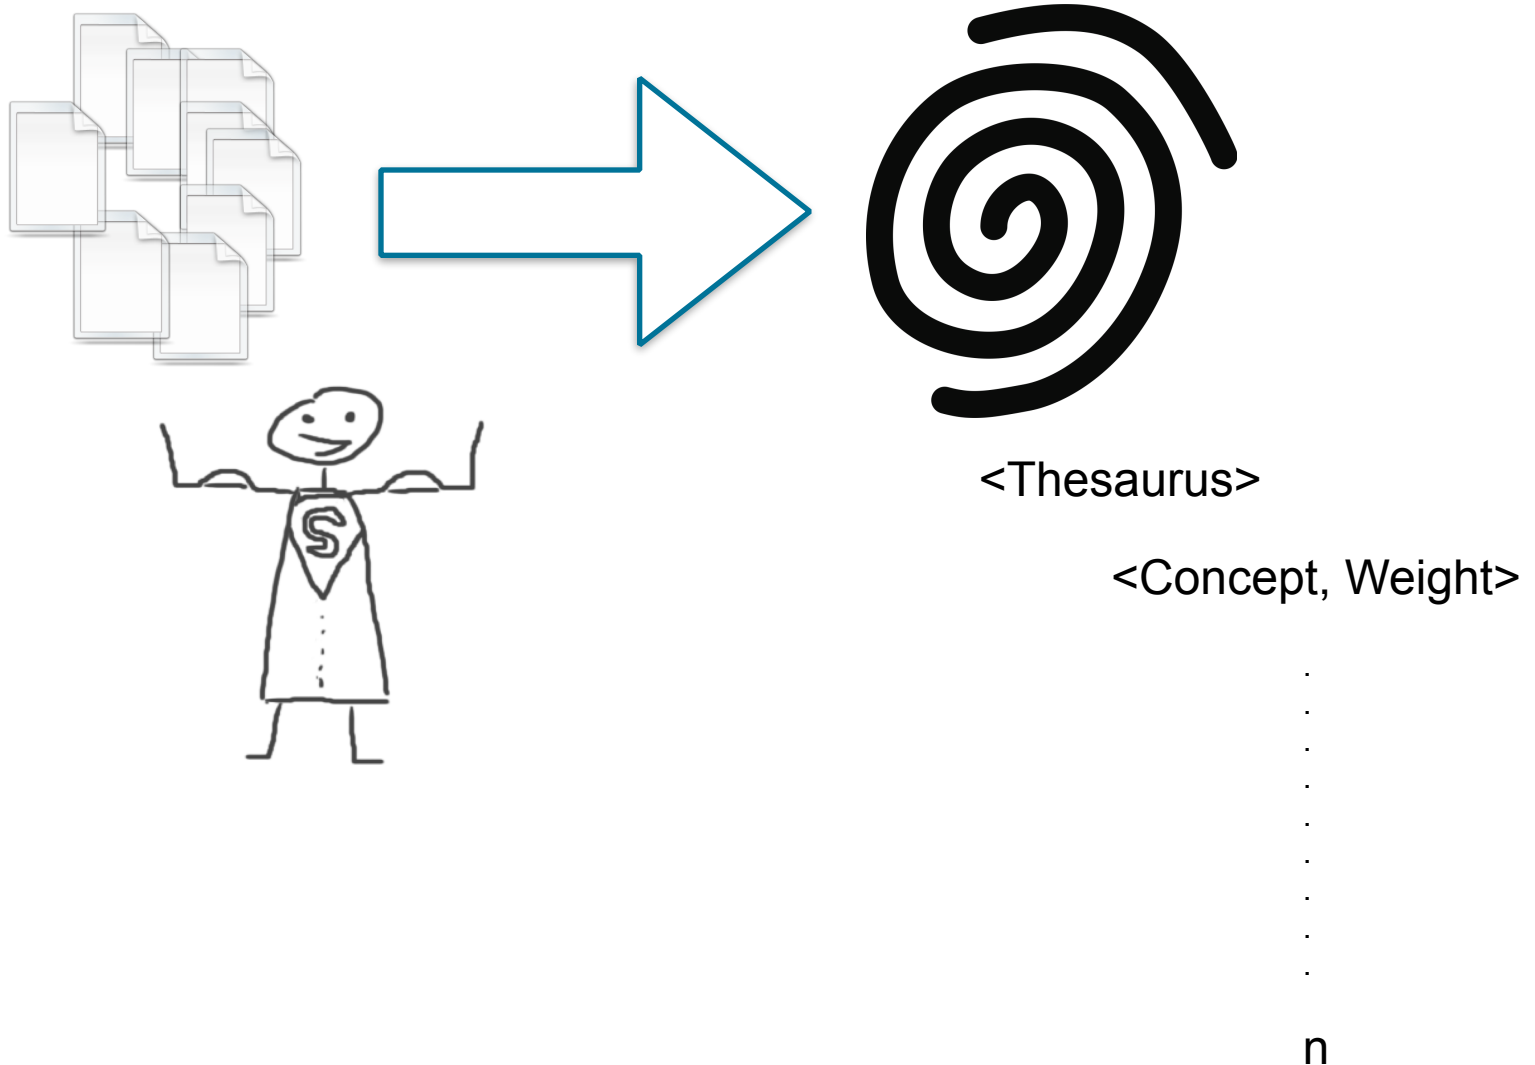 S
<Thesaurus>
<Concept, Weight>
.
.
.
.
.
.
.
.
.
n